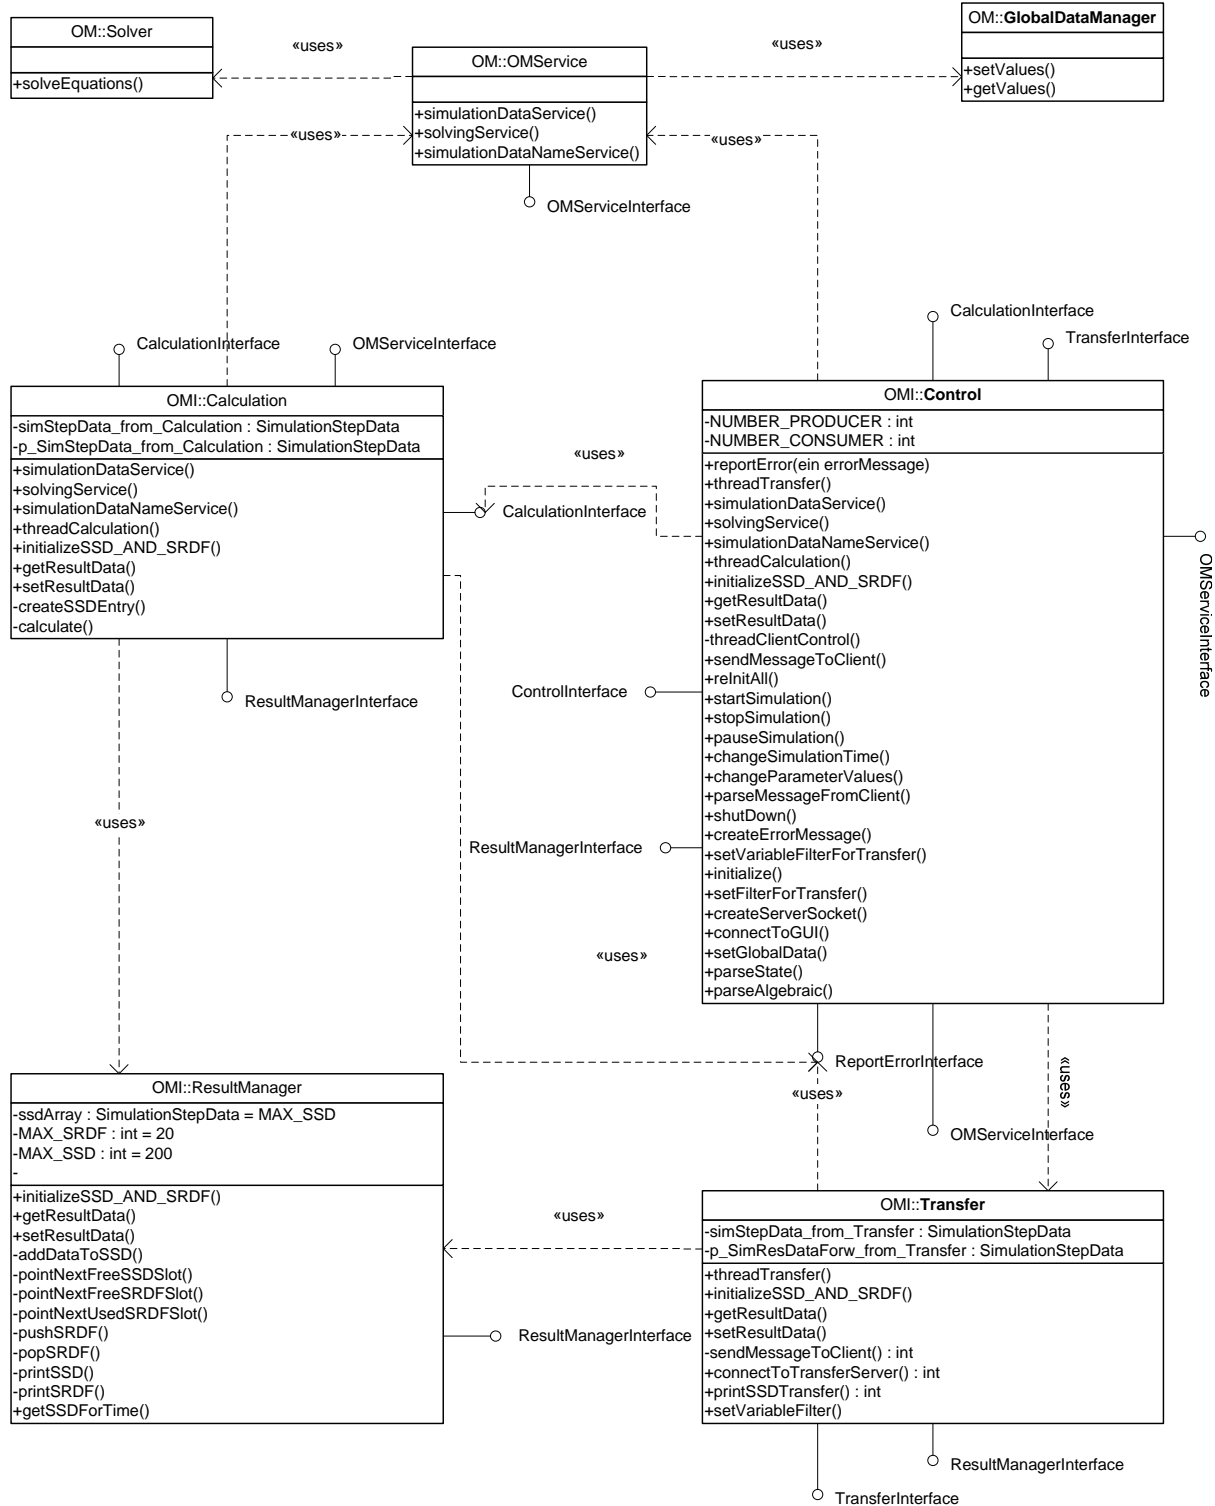 OM::Solver
+solveEquations()
«uses»
OM::OMService
+simulationDataService()
+solvingService()
+simulationDataNameService()
«uses»
OM::GlobalDataManager
+setValues()
+getValues()
«uses»
«uses»
OMServiceInterface
CalculationInterface
OMServiceInterface
OMI::Calculation
-simStepData_from_Calculation : SimulationStepData
-p_SimStepData_from_Calculation : SimulationStepData
+simulationDataService()
+solvingService()
+simulationDataNameService()
+threadCalculation()
+initializeSSD_AND_SRDF()
+getResultData()
+setResultData()
-createSSDEntry()
-calculate()
CalculationInterface
ResultManagerInterface
«uses»
«uses»
CalculationInterface
TransferInterface
OMI::Control
-NUMBER_PRODUCER : int
-NUMBER_CONSUMER : int
+reportError(ein errorMessage)
+threadTransfer()
+simulationDataService()
+solvingService()
+simulationDataNameService()
+threadCalculation()
+initializeSSD_AND_SRDF()
+getResultData()
+setResultData()
-threadClientControl()
+sendMessageToClient()
+reInitAll()
+startSimulation()
+stopSimulation()
+pauseSimulation()
+changeSimulationTime()
+changeParameterValues()
+parseMessageFromClient()
+shutDown()
+createErrorMessage()
+setVariableFilterForTransfer()
+initialize()
+setFilterForTransfer()
+createServerSocket()
+connectToGUI()
+setGlobalData()
+parseState()
+parseAlgebraic()
OMServiceInterface
ControlInterface
ResultManagerInterface
«uses»
ReportErrorInterface
«uses»
«uses»
OMServiceInterface
OMI::ResultManager
-ssdArray : SimulationStepData = MAX_SSD
-MAX_SRDF : int = 20
-MAX_SSD : int = 200
-
+initializeSSD_AND_SRDF()
+getResultData()
+setResultData()
-addDataToSSD()
-pointNextFreeSSDSlot()
-pointNextFreeSRDFSlot()
-pointNextUsedSRDFSlot()
-pushSRDF()
-popSRDF()
-printSSD()
-printSRDF()
+getSSDForTime()
«uses»
ResultManagerInterface
OMI::Transfer
-simStepData_from_Transfer : SimulationStepData
-p_SimResDataForw_from_Transfer : SimulationStepData
+threadTransfer()
+initializeSSD_AND_SRDF()
+getResultData()
+setResultData()
-sendMessageToClient() : int
+connectToTransferServer() : int
+printSSDTransfer() : int
+setVariableFilter()
ResultManagerInterface
TransferInterface